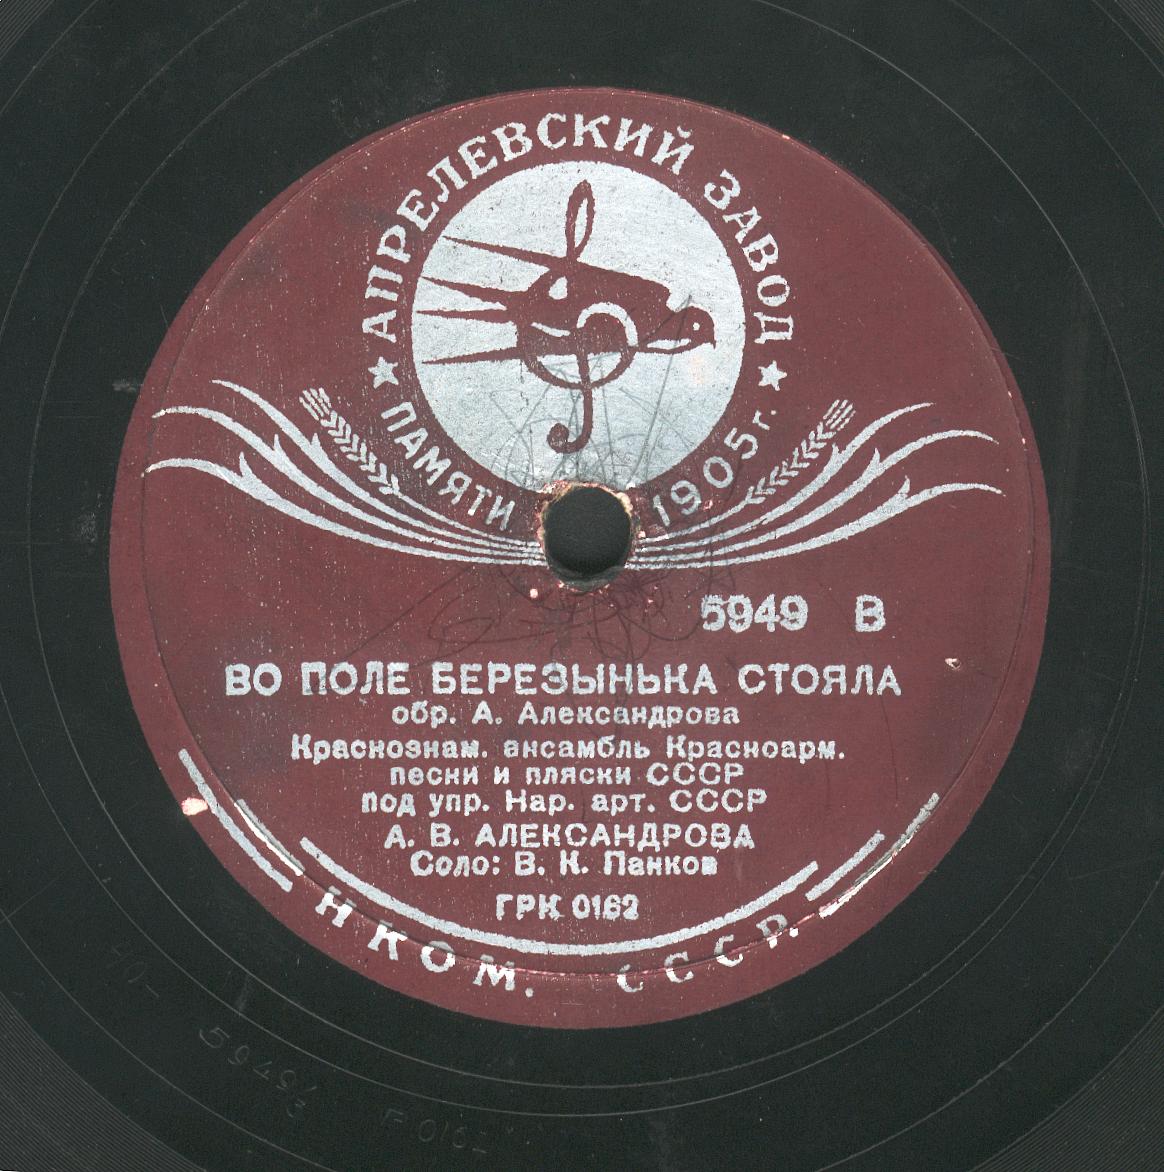 АПРЕЛЕВСКИЙ ЗАВОД
ПАМЯТИ 1905 г.
5949 В
ВО ПОЛЕ БЕРЕЗЫНЬКА СТОЯЛА
обр. А. Александрова
Краснознам. ансамбль Красноарм.
песни и пляски СССР
под упр. Нар. арт. СССР
А. В. АЛЕКСАНДРОВА
Соло: В. К. Панков
ГРК 0162
НКОМ. СССР.